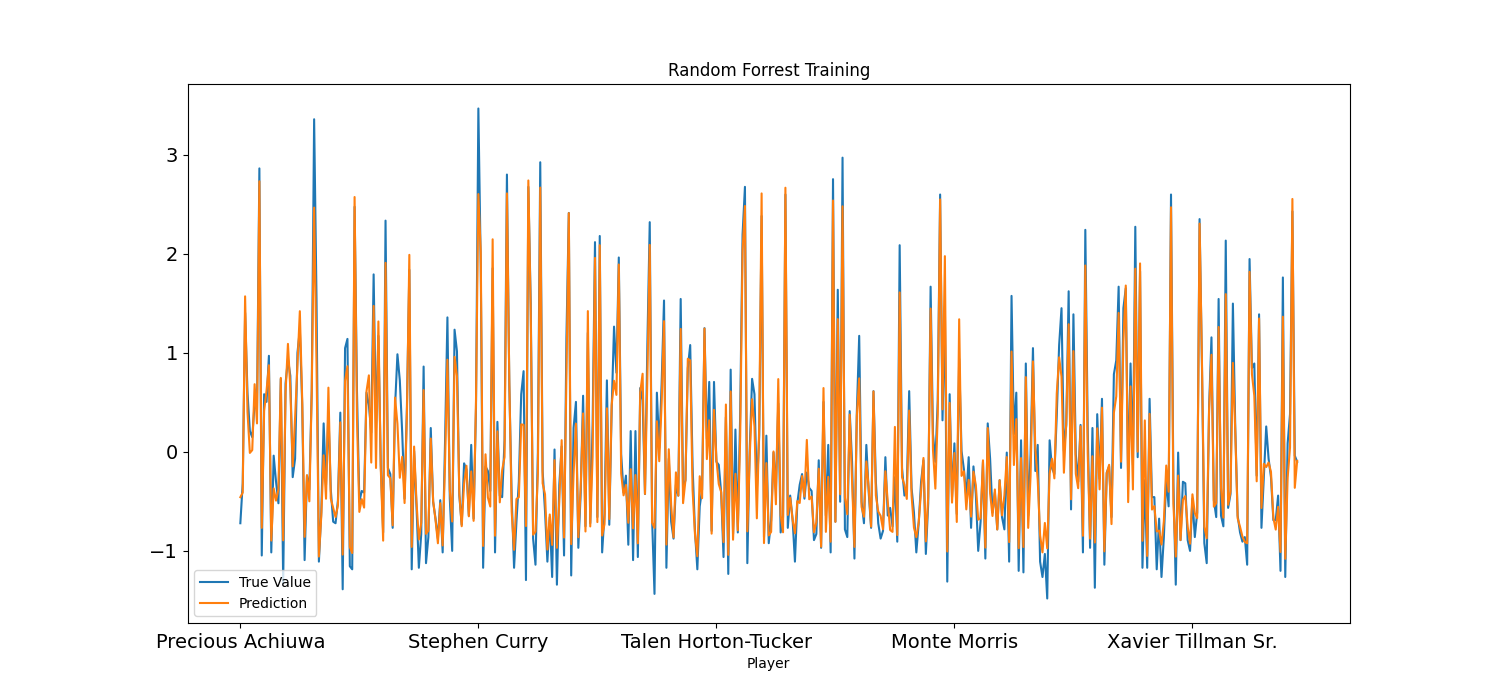 Random Forrest Training
3
2
1
0
−1
True Value
Prediction
Precious Achiuwa Stephen Curry Talen Horton-Tucker Monte Morris Xavier Tillman Sr.
Player